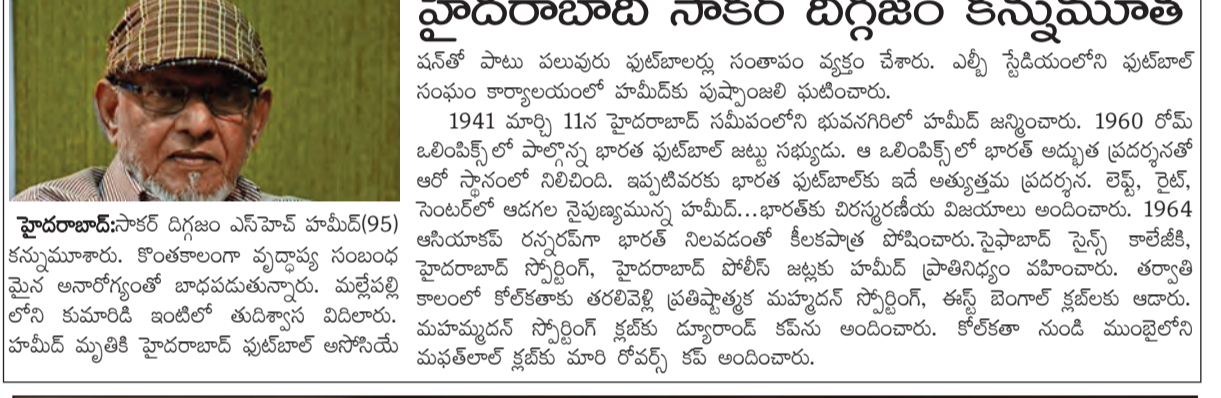 హైదరాబాద్ సాకర్ దిగ్గజం కన్నుమూత
హైదరాబాద్:సాకర్ దిగ్గజం ఎస్‌హెచ్ హమీద్(95)
కన్నుమూశారు. కొంతకాలంగా వృద్ధాప్య సంబంధ
మైన అనారోగ్యంతో బాధపడుతున్నారు. మల్లేపల్లి
లోని కుమారిడి ఇంటిలో తుదిశ్వాస విదిలారు.
హమీద్ మృతికి హైదరాబాద్ ఫుట్‌బాల్ అసోసియే
షన్‌తో పాటు పలువురు ఫుట్‌బాలర్లు సంతాపం వ్యక్తం చేశారు. ఎల్బీ స్టేడియంలోని ఫుట్‌బాల్
సంఘం కార్యాలయంలో హమీద్‌కు పుష్పాంజలి ఘటించారు.
1941 మార్చి 11న హైదరాబాద్ సమీపంలోని భువనగిరిలో హమీద్ జన్మించారు. 1960 రోమ్
ఒలింపిక్స్‌లో పాల్గొన్న భారత ఫుట్‌బాల్ జట్టు సభ్యుడు. ఆ ఒలింపిక్స్‌లో భారత్ అద్భుత ప్రదర్శనతో
ఆరో స్థానంలో నిలిచింది. ఇప్పటివరకు భారత ఫుట్‌బాల్‌కు ఇదే అత్యుత్తమ ప్రదర్శన. లెఫ్ట్, రైట్,
సెంటర్‌లో ఆడగల నైపుణ్యమున్న హమీద్...భారత్‌కు చిరస్మరణీయ విజయాలు అందించారు. 1964
ఆసియాకప్ రన్నరప్‌గా భారత్ నిలవడంతో కీలకపాత్ర పోషించారు.సైఫాబాద్ సైన్స్ కాలేజీకి,
హైదరాబాద్ స్పోర్టింగ్, హైదరాబాద్ పోలీస్ జట్లకు హమీద్ ప్రాతినిధ్యం వహించారు. తర్వాతి
కాలంలో కోల్‌కతాకు తరలివెళ్లి ప్రతిష్టాత్మక మహ్మదన్ స్పోర్టింగ్, ఈస్ట్ బెంగాల్ క్లబ్‌లకు ఆడారు.
మహమ్మదన్ స్పోర్టింగ్ క్లబ్‌కు డ్యూరాండ్ కప్‌ను అందించారు. కోల్‌కతా నుండి ముంబైలోని
మఫత్‌లాల్ క్లబ్‌కు మారి రోవర్స్ కప్ అందించారు.